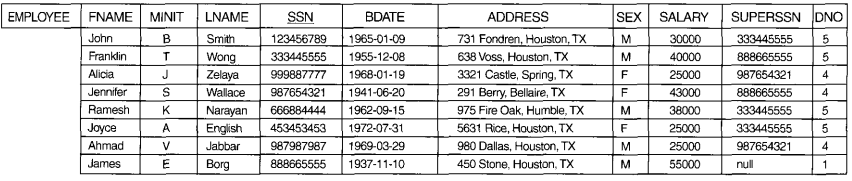 EMPLOYEE FNAME MINIT LNAME SSN BDATE ADDRESS SEX SALARY SUPERSSN DNO
John B Smith 123456789 1965-01-09 731 Fondren, Houston, TX M 30000 333445555 5
Franklin T Wong 333445555 1955-12-08 638 Voss, Houston, TX M 40000 888665555 5
Alicia J Zelaya 999887777 1968-01-19 3321 Castle, Spring, TX F 25000 987654321 4
Jennifer S Wallace 987654321 1941-06-20 291 Berry, Bellaire, TX F 43000 888665555 4
Ramesh K Narayan 666884444 1962-09-15 975 Fire Oak, Humble, TX M 38000 333445555 5
Joyce A English 453453453 1972-07-31 5631 Rice, Houston, TX F 25000 333445555 5
Ahmad V Jabbar 987987987 1969-03-29 980 Dallas, Houston, TX M 25000 987654321 4
James E Borg 888665555 1937-11-10 450 Stone, Houston, TX M 55000 null 1